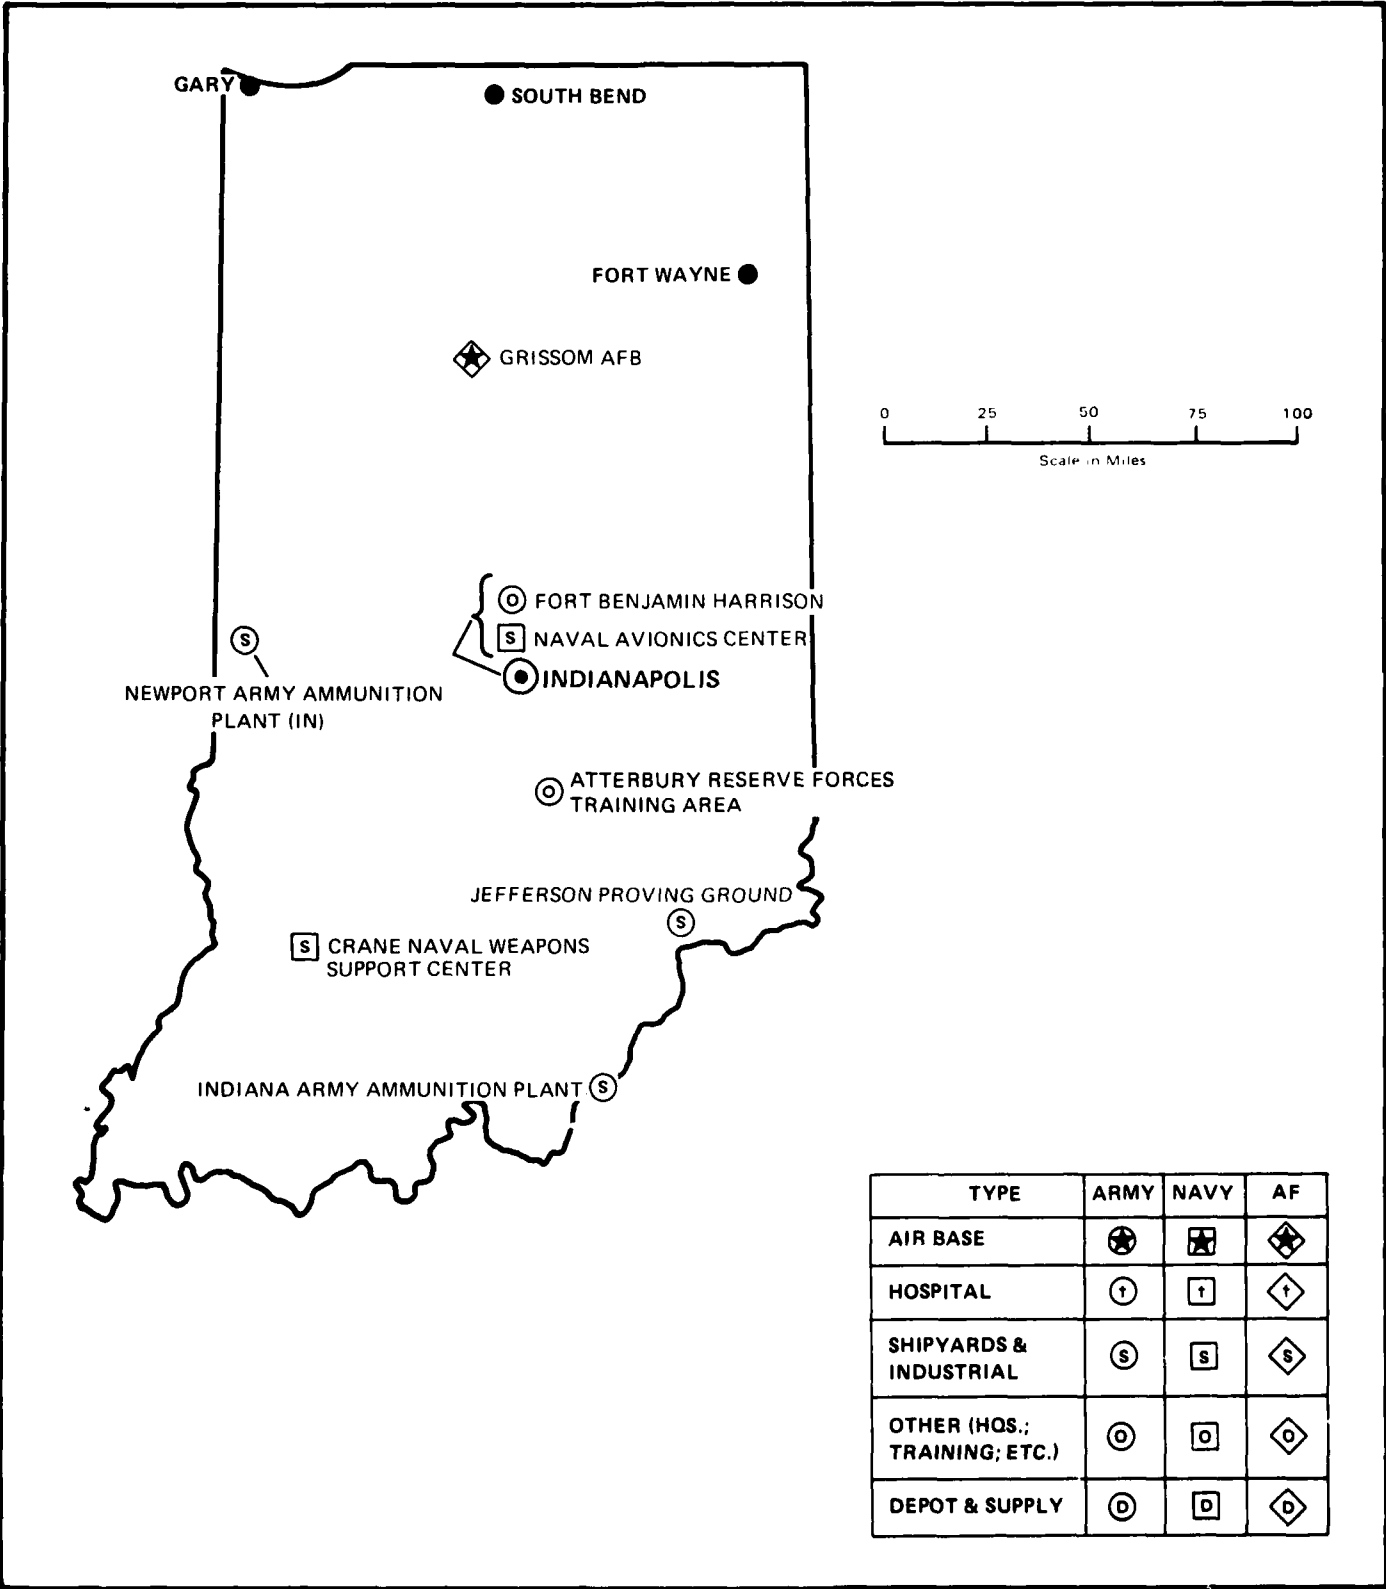 GARY
SOUTH BEND
FORT WAYNE
GRISSOM AFB
0 25 50 75 100
Scale in Miles
O FORT BENJAMIN HARRISON
S NAVAL AVIONICS CENTER
S
INDIANAPOLIS
NEWPORT ARMY AMMUNITION
PLANT (IN)
O ATTERBURY RESERVE FORCES
TRAINING AREA
JEFFERSON PROVING GROUND
S
S CRANE NAVAL WEAPONS
SUPPORT CENTER
INDIANA ARMY AMMUNITION PLANT S
TYPE ARMY NAVY AF
AIR BASE
HOSPITAL † † †
SHIPYARDS &
INDUSTRIAL S S S
OTHER (HQS.;
TRAINING; ETC.) O O O
DEPOT & SUPPLY D D D